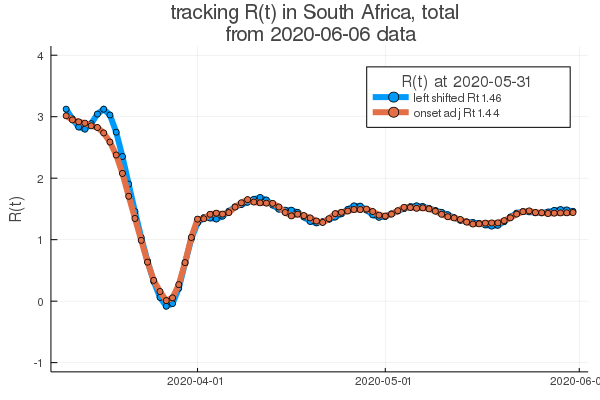 tracking R(t) in South Africa, total
from 2020-06-06 data
R(t) at 2020-05-31
left shifted Rt 1.46
onset adj Rt 1.44
4
3
2
1
0
-1
R(t)
2020-04-01
2020-05-01
2020-06-0